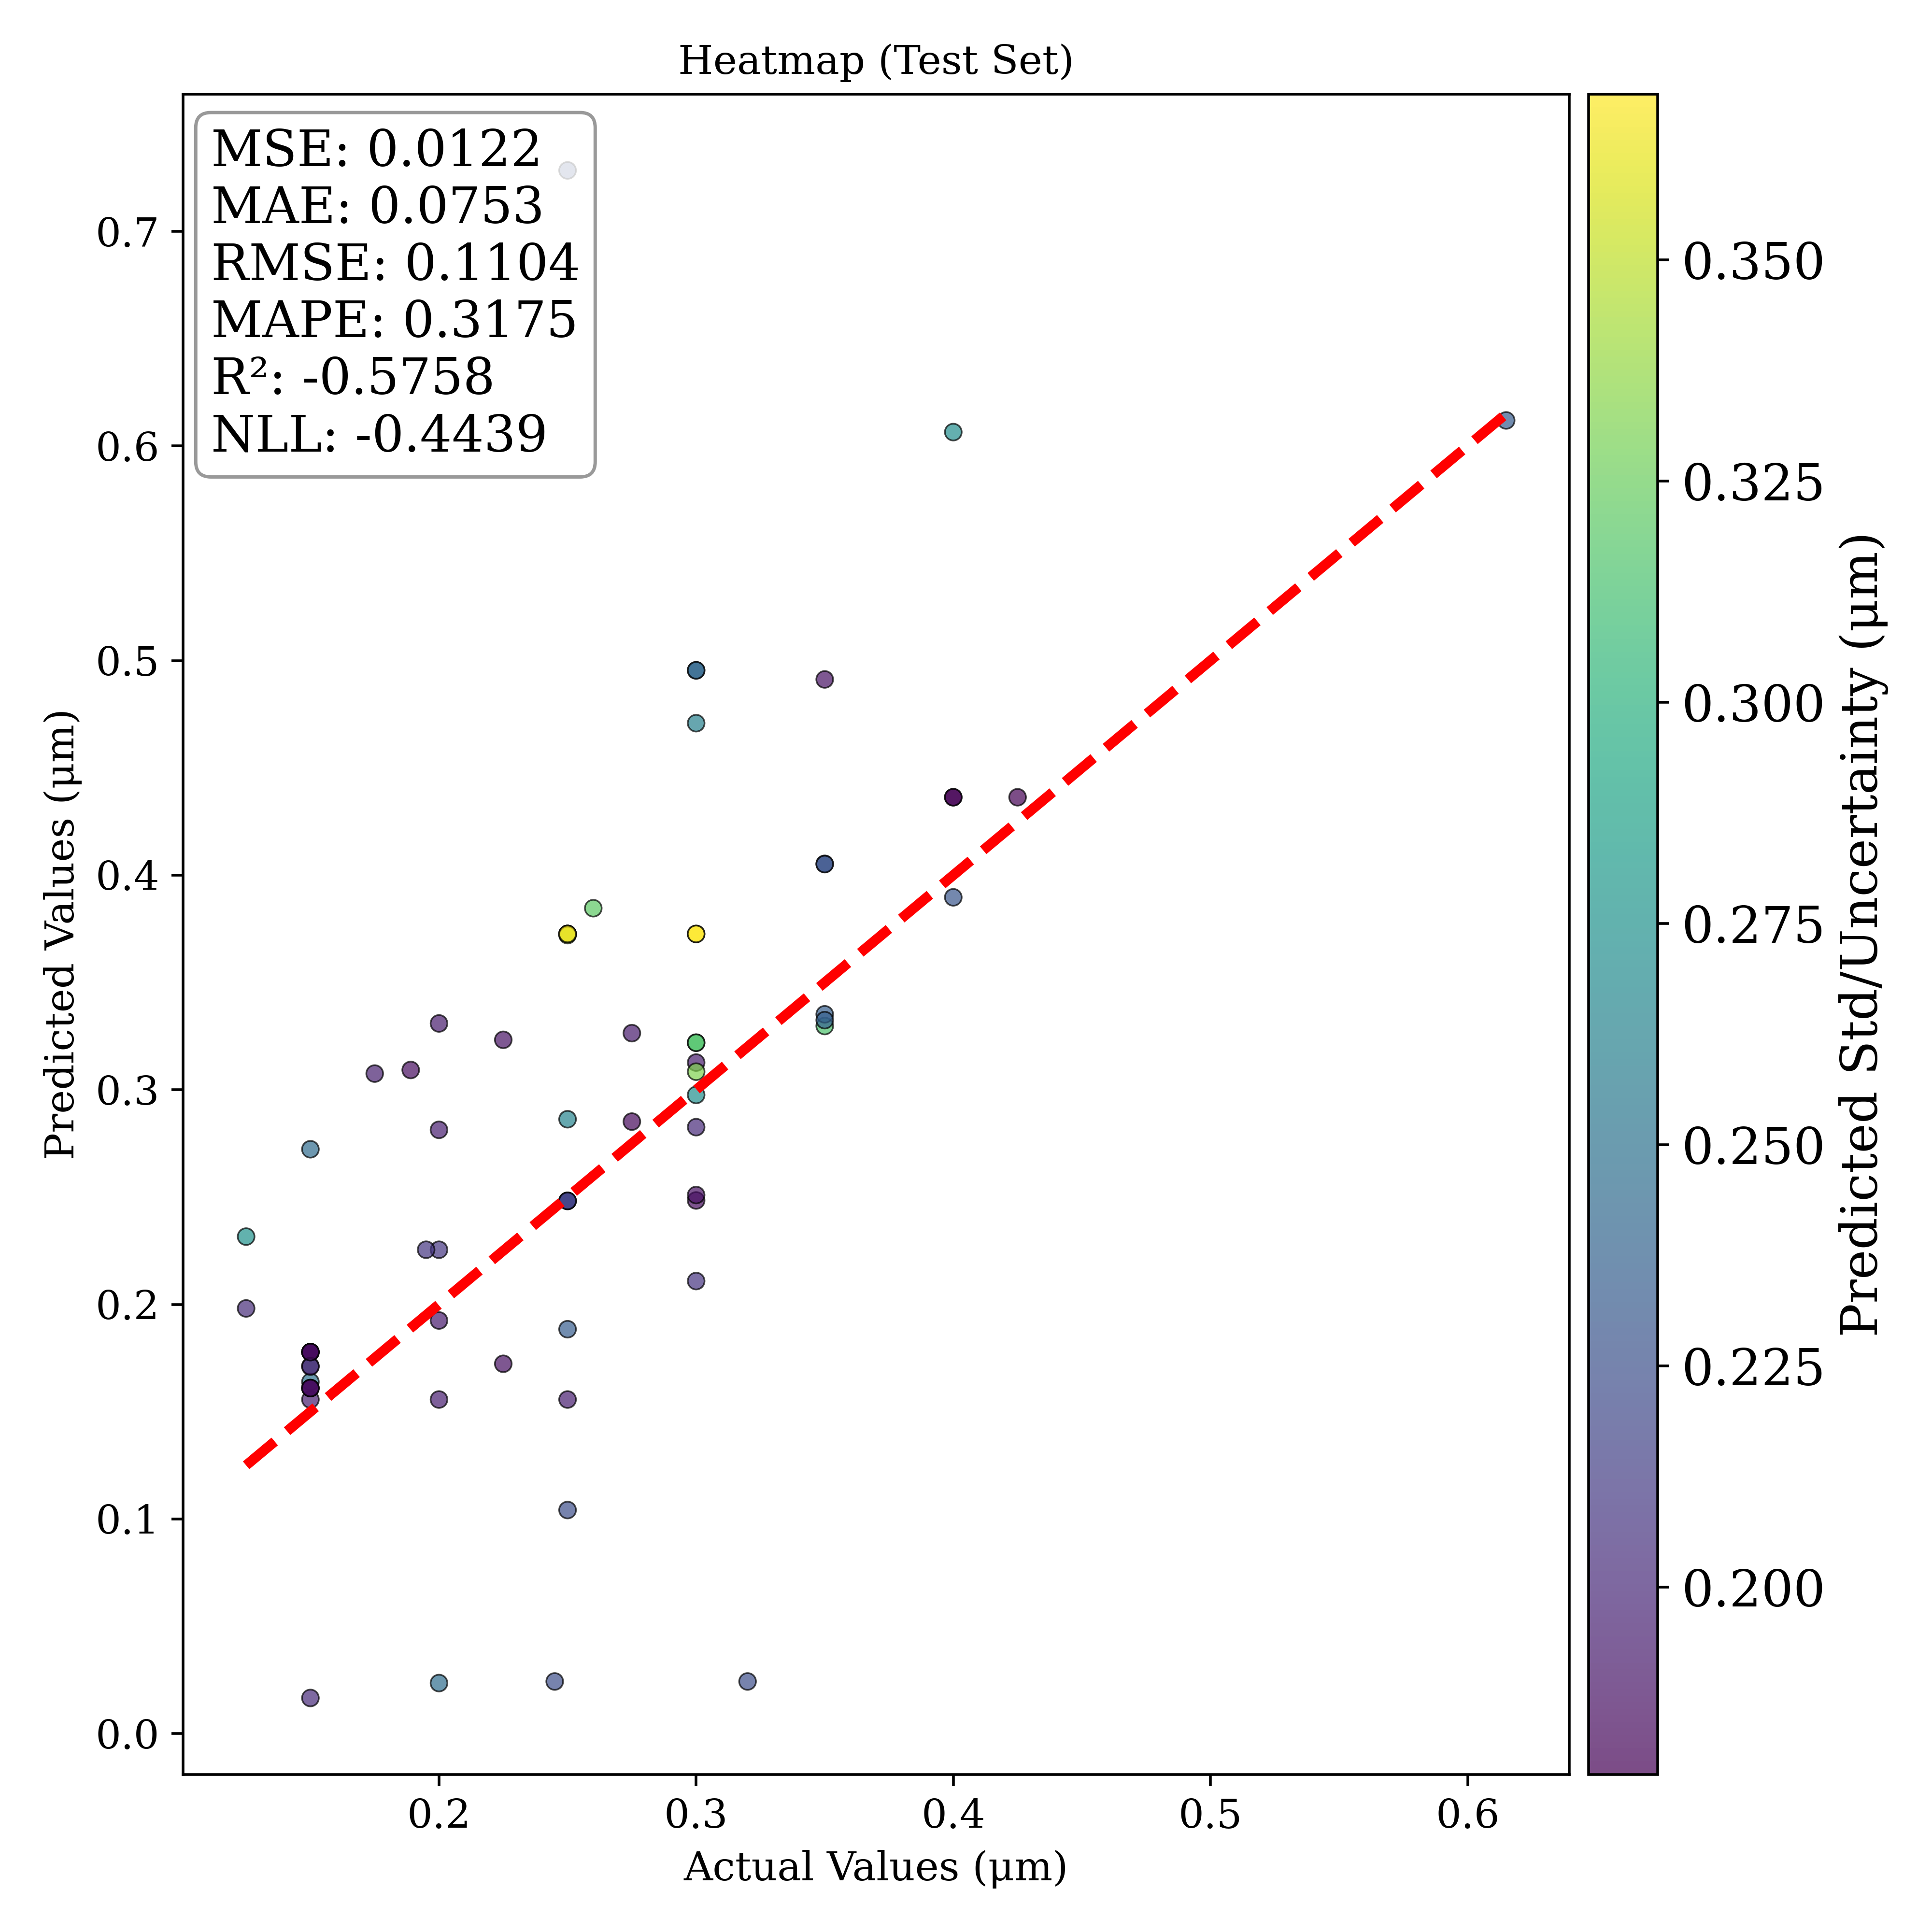 Heatmap (Test Set)
MSE: 0.0122
MAE: 0.0753
RMSE: 0.1104
MAPE: 0.3175
R²: -0.5758
NLL: -0.4439
Predicted Values (μm)
0.7
0.6
0.5
0.4
0.3
0.2
0.1
0.0
0.2 0.3 0.4 0.5 0.6
Actual Values (μm)
0.350
0.325
0.300
0.275
0.250
0.225
0.200
Predicted Std/Uncertainty (μm)